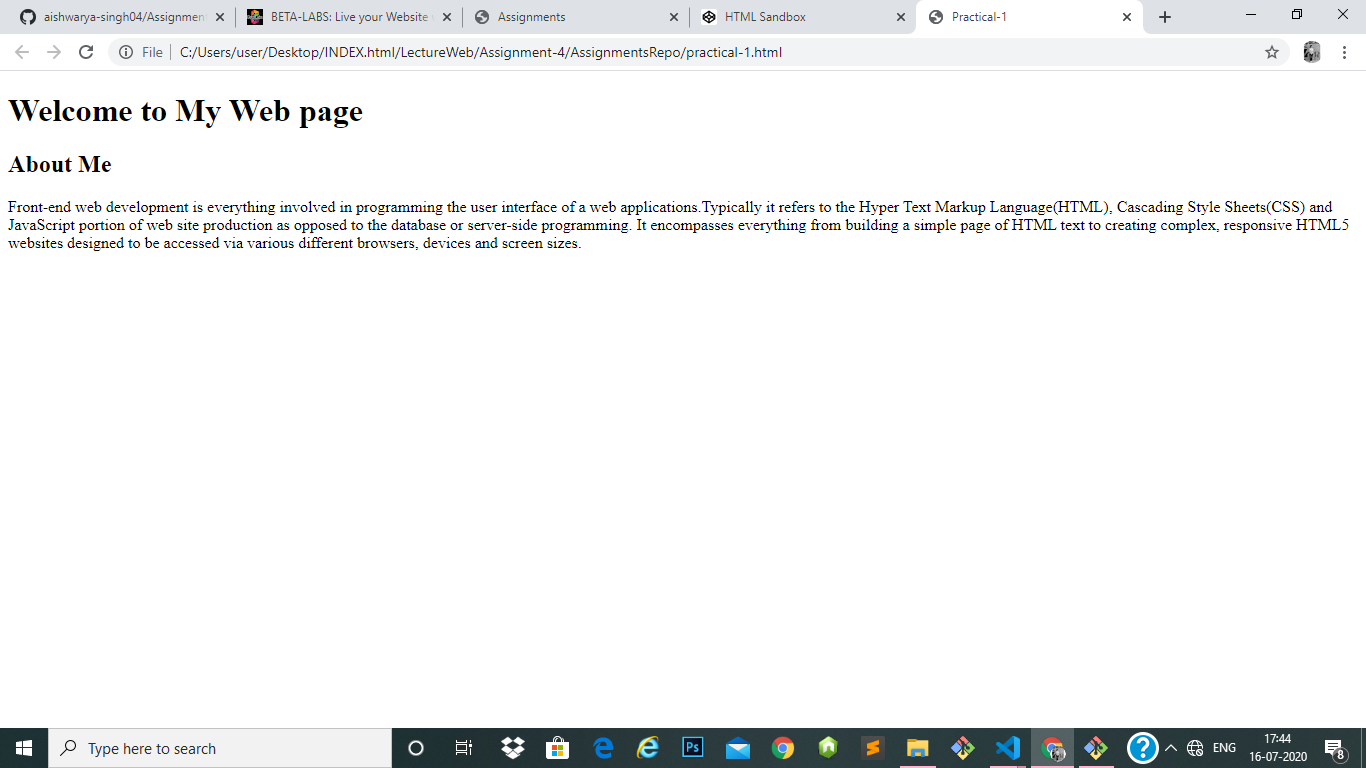 aishwarya-singh04/Assignmen
BETA-LABS: Live your Website
Assignments
HTML Sandbox
Practical-1
File
C:/Users/user/Desktop/INDEX.html/LectureWeb/Assignment-4/AssignmentsRepo/practical-1.html
Welcome to My Web page
About Me
Front-end web development is everything involved in programming the user interface of a web applications.Typically it refers to the Hyper Text Markup Language(HTML), Cascading Style Sheets(CSS) and
JavaScript portion of web site production as opposed to the database or server-side programming. It encompasses everything from building a simple page of HTML text to creating complex, responsive HTML5
websites designed to be accessed via various different browsers, devices and screen sizes.
Type here to search
Ps
ENG
17:44
16-07-2020
8